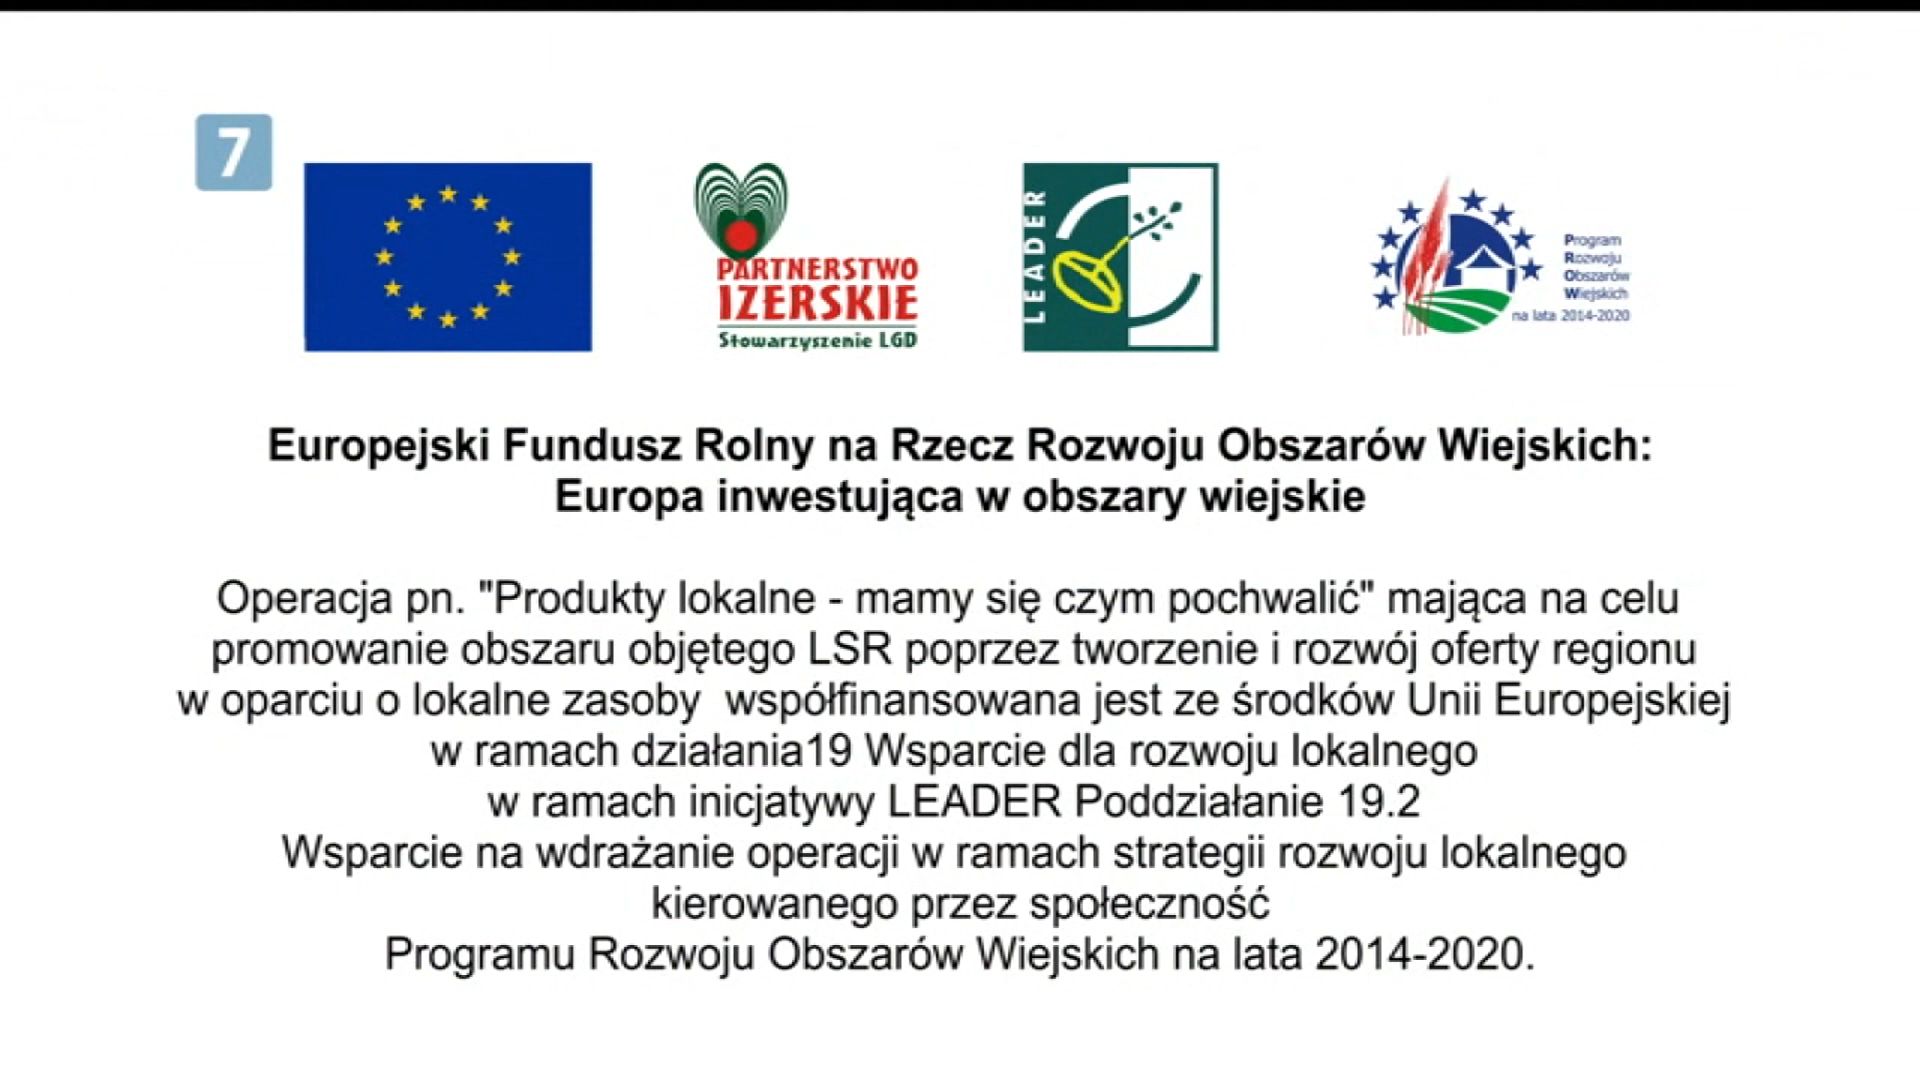 7
LEADER
PARTNERSTWO
IZERSKIE
Stowarzyszenie LGD
Program
Rozwoju
Obszarów
Wiejskich
na lata 2014-2020
Europejski Fundusz Rolny na Rzecz Rozwoju Obszarów Wiejskich:
Europa inwestująca w obszary wiejskie
Operacja pn. "Produkty lokalne - mamy się czym pochwalić" mająca na celu
promowanie obszaru objętego LSR poprzez tworzenie i rozwój oferty regionu
w oparciu o lokalne zasoby  współfinansowana jest ze środków Unii Europejskiej
w ramach działania19 Wsparcie dla rozwoju lokalnego
w ramach inicjatywy LEADER Poddziałanie 19.2
Wsparcie na wdrażanie operacji w ramach strategii rozwoju lokalnego
kierowanego przez społeczność
Programu Rozwoju Obszarów Wiejskich na lata 2014-2020.